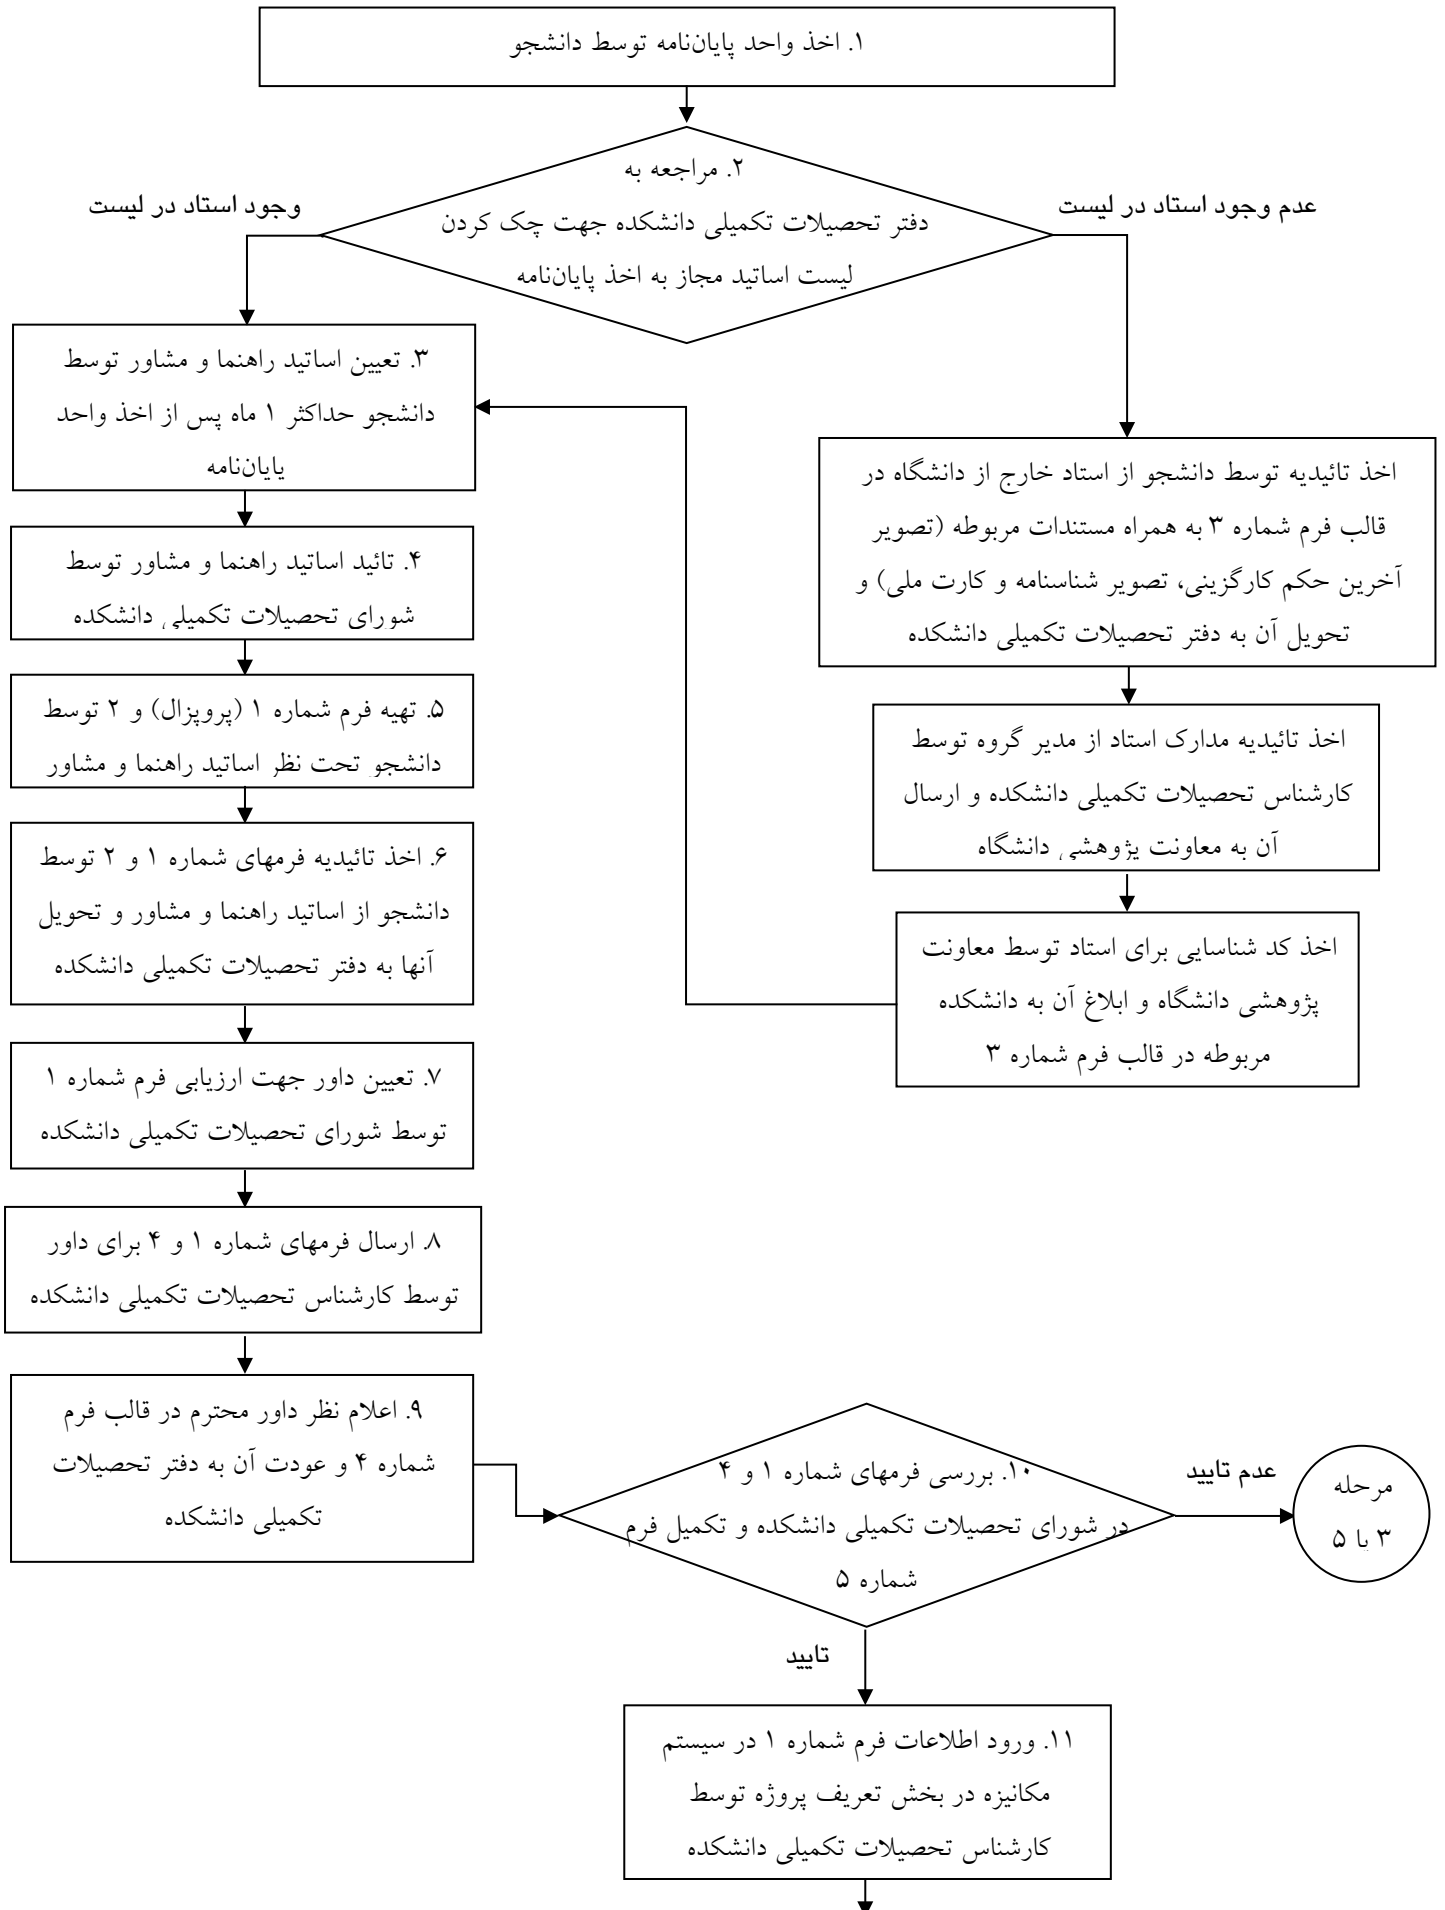 ۱. اخذ واحد پایان‌نامه توسط دانشجو
۲. مراجعه به
دفتر تحصیلات تکمیلی دانشکده جهت چک کردن
لیست اساتید مجاز به اخذ پایان‌نامه
عدم وجود استاد در لیست
وجود استاد در لیست
۳. تعیین اساتید راهنما و مشاور توسط
دانشجو حداکثر ۱ ماه پس از اخذ واحد
پایان‌نامه
اخذ تائیدیه توسط دانشجو از استاد خارج از دانشگاه در
قالب فرم شماره ۳ به همراه مستندات مربوطه (تصویر
آخرین حکم کارگزینی، تصویر شناسنامه و کارت ملی) و
تحویل آن به دفتر تحصیلات تکمیلی دانشکده
اخذ تائیدیه مدارک استاد از مدیر گروه توسط
کارشناس تحصیلات تکمیلی دانشکده و ارسال
آن به معاونت پژوهشی دانشگاه
اخذ کد شناسایی برای استاد توسط معاونت
پژوهشی دانشگاه و ابلاغ آن به دانشکده
مربوطه در قالب فرم شماره ۳
۴. تائید اساتید راهنما و مشاور توسط
شورای تحصیلات تکمیلی دانشکده
۵. تهیه فرم شماره ۱ (پروپزال) و ۲ توسط
دانشجو تحت نظر اساتید راهنما و مشاور
۶. اخذ تائیدیه فرمهای شماره ۱ و ۲ توسط
دانشجو از اساتید راهنما و مشاور و تحویل
آنها به دفتر تحصیلات تکمیلی دانشکده
۷. تعیین داور جهت ارزیابی فرم شماره ۱
توسط شورای تحصیلات تکمیلی دانشکده
۸. ارسال فرمهای شماره ۱ و ۴ برای داور
توسط کارشناس تحصیلات تکمیلی دانشکده
۹. اعلام نظر داور محترم در قالب فرم
شماره ۴ و عودت آن به دفتر تحصیلات
تکمیلی دانشکده
۱۰. بررسی فرمهای شماره ۱ و ۴
در شورای تحصیلات تکمیلی دانشکده و تکمیل فرم
شماره ۵
عدم تایید
مرحله
۳ یا ۵
تایید
۱۱. ورود اطلاعات فرم شماره ۱ در سیستم
مکانیزه در بخش تعریف پروژه توسط
کارشناس تحصیلات تکمیلی دانشکده